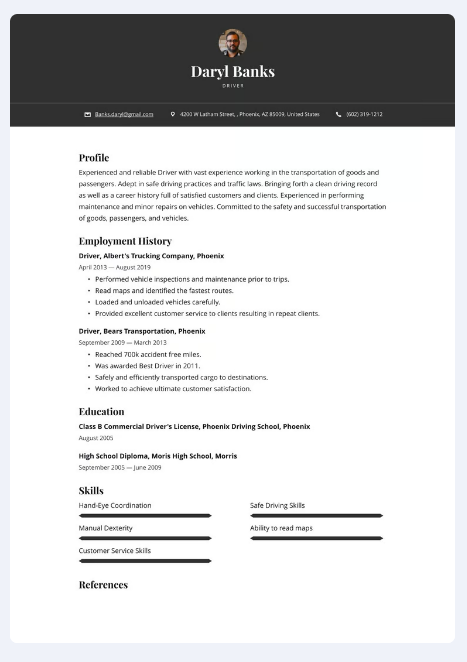 Daryl Banks
DRIVER
Banks.daryl@gmail.com
4200 W Latham Street, , Phoenix, AZ 85009, United States
(602) 319-1212
Profile
Experienced and reliable Driver with vast experience working in the transportation of goods and
passengers. Adept in safe driving practices and traffic laws. Bringing forth a clean driving record
as well as a career history full of satisfied customers and clients. Experienced in performing
maintenance and minor repairs on vehicles. Committed to the safety and successful transportation
of goods, passengers, and vehicles.
Employment History
Driver, Albert's Trucking Company, Phoenix
April 2013 — August 2019
• Performed vehicle inspections and maintenance prior to trips.
• Read maps and identified the fastest routes.
• Loaded and unloaded vehicles carefully.
• Provided excellent customer service to clients resulting in repeat clients.
Driver, Bears Transportation, Phoenix
September 2009 — March 2013
• Reached 700k accident free miles.
• Was awarded Best Driver in 2011.
• Safely and efficiently transported cargo to destinations.
• Worked to achieve ultimate customer satisfaction.
Education
Class B Commercial Driver's License, Phoenix Driving School, Phoenix
August 2005
High School Diploma, Moris High School, Morris
September 2005 — June 2009
Skills
Hand-Eye Coordination
Safe Driving Skills
Manual Dexterity
Ability to read maps
Customer Service Skills
References